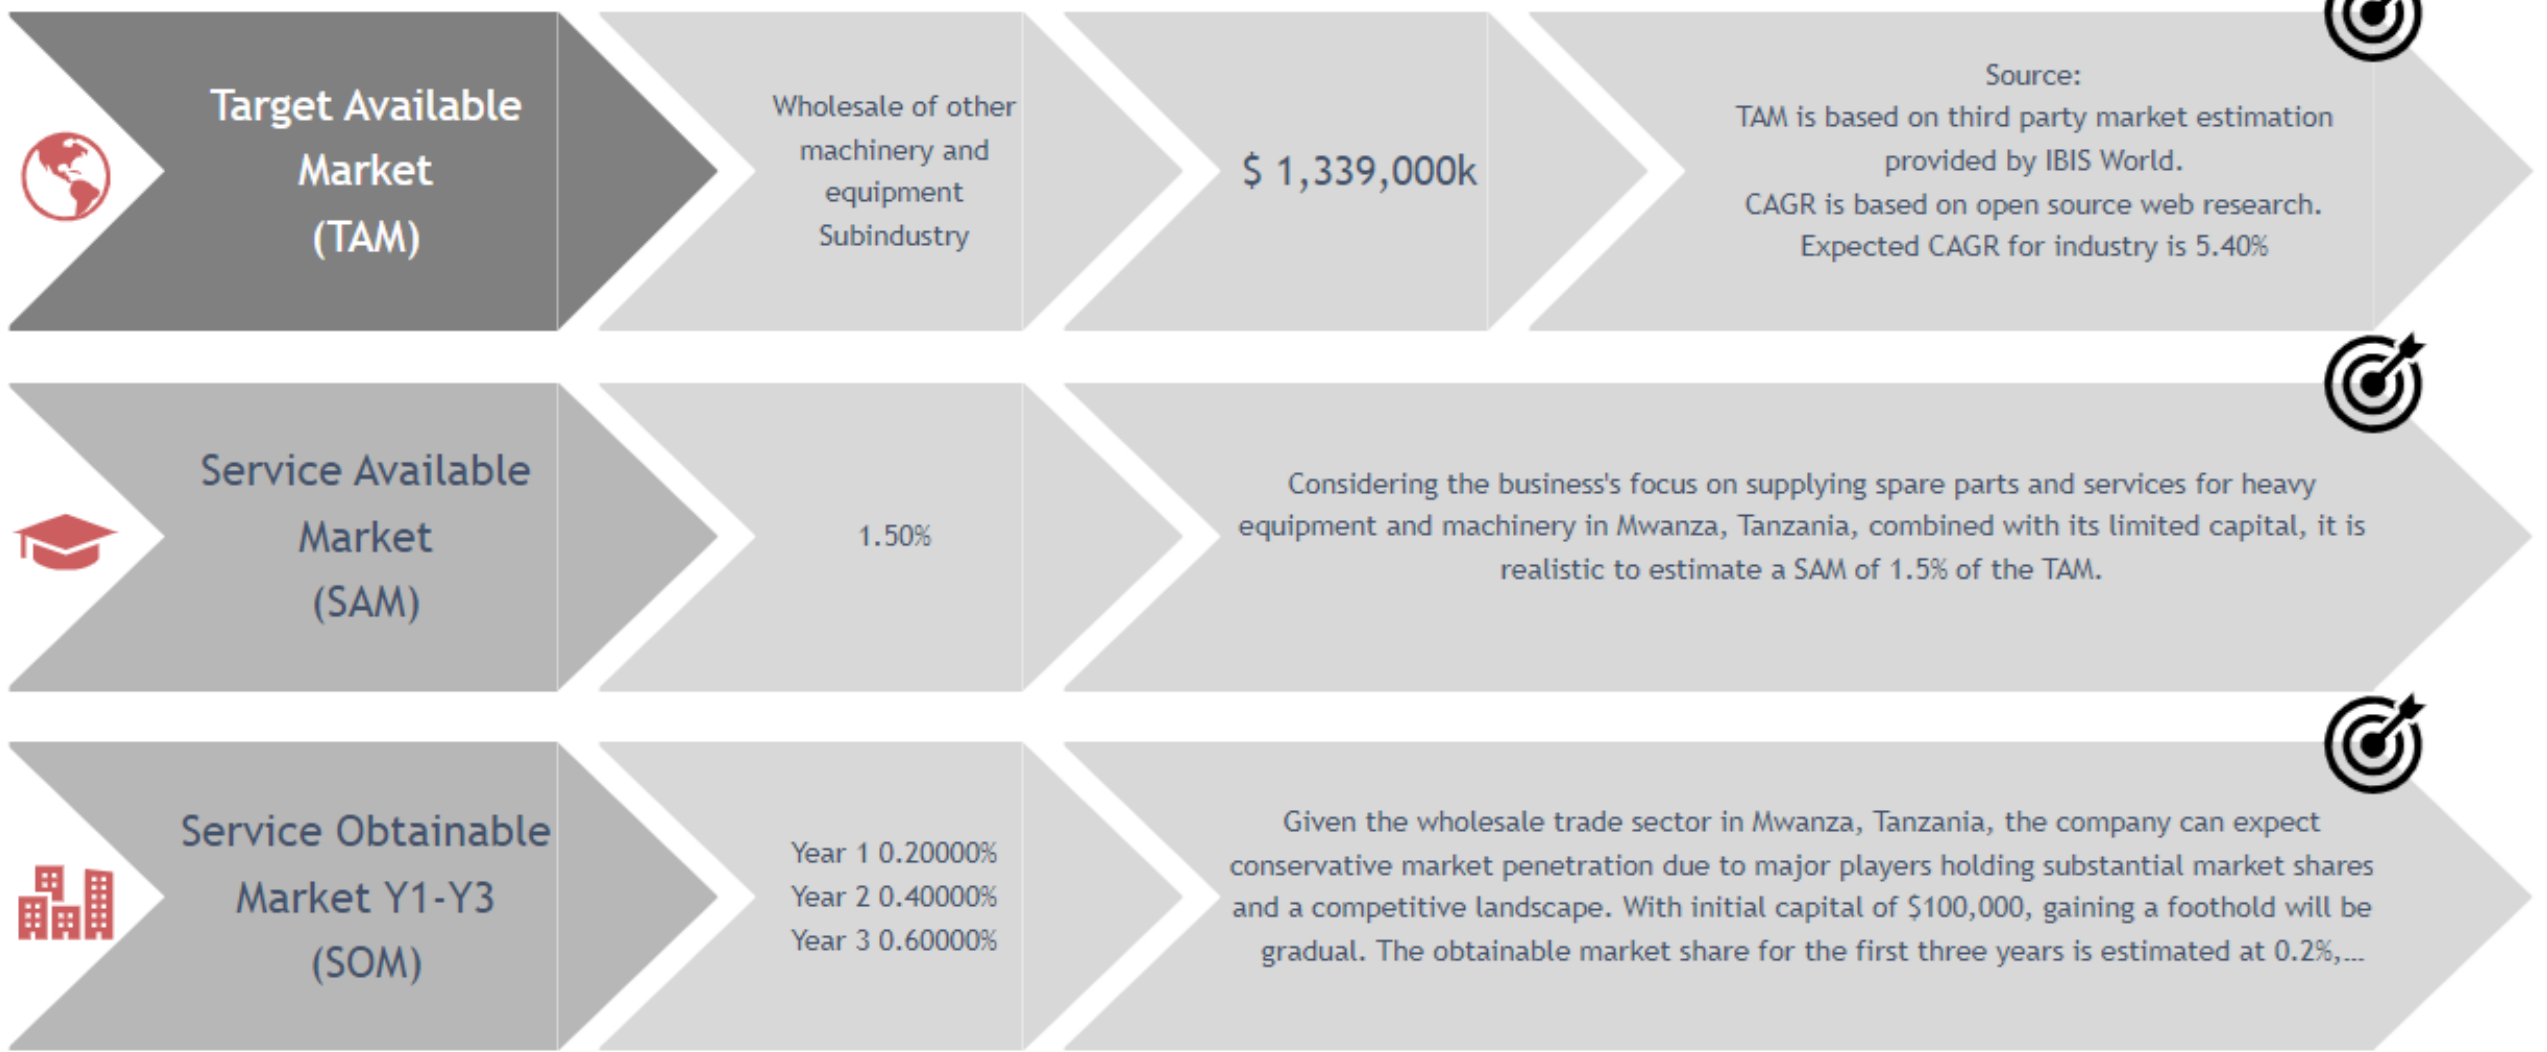 Target Available
Market
(TAM)
Wholesale of other
machinery and
equipment
Subindustry
$ 1,339,000k
Source:
TAM is based on third party market estimation
provided by IBIS World.
CAGR is based on open source web research.
Expected CAGR for industry is 5.40%
Service Available
Market
(SAM)
1.50%
Considering the business's focus on supplying spare parts and services for heavy
equipment and machinery in Mwanza, Tanzania, combined with its limited capital, it is
realistic to estimate a SAM of 1.5% of the TAM.
Service Obtainable
Market Y1-Y3
(SOM)
Year 1 0.20000%
Year 2 0.40000%
Year 3 0.60000%
Given the wholesale trade sector in Mwanza, Tanzania, the company can expect
conservative market penetration due to major players holding substantial market shares
and a competitive landscape. With initial capital of $100,000, gaining a foothold will be
gradual. The obtainable market share for the first three years is estimated at 0.2%,...